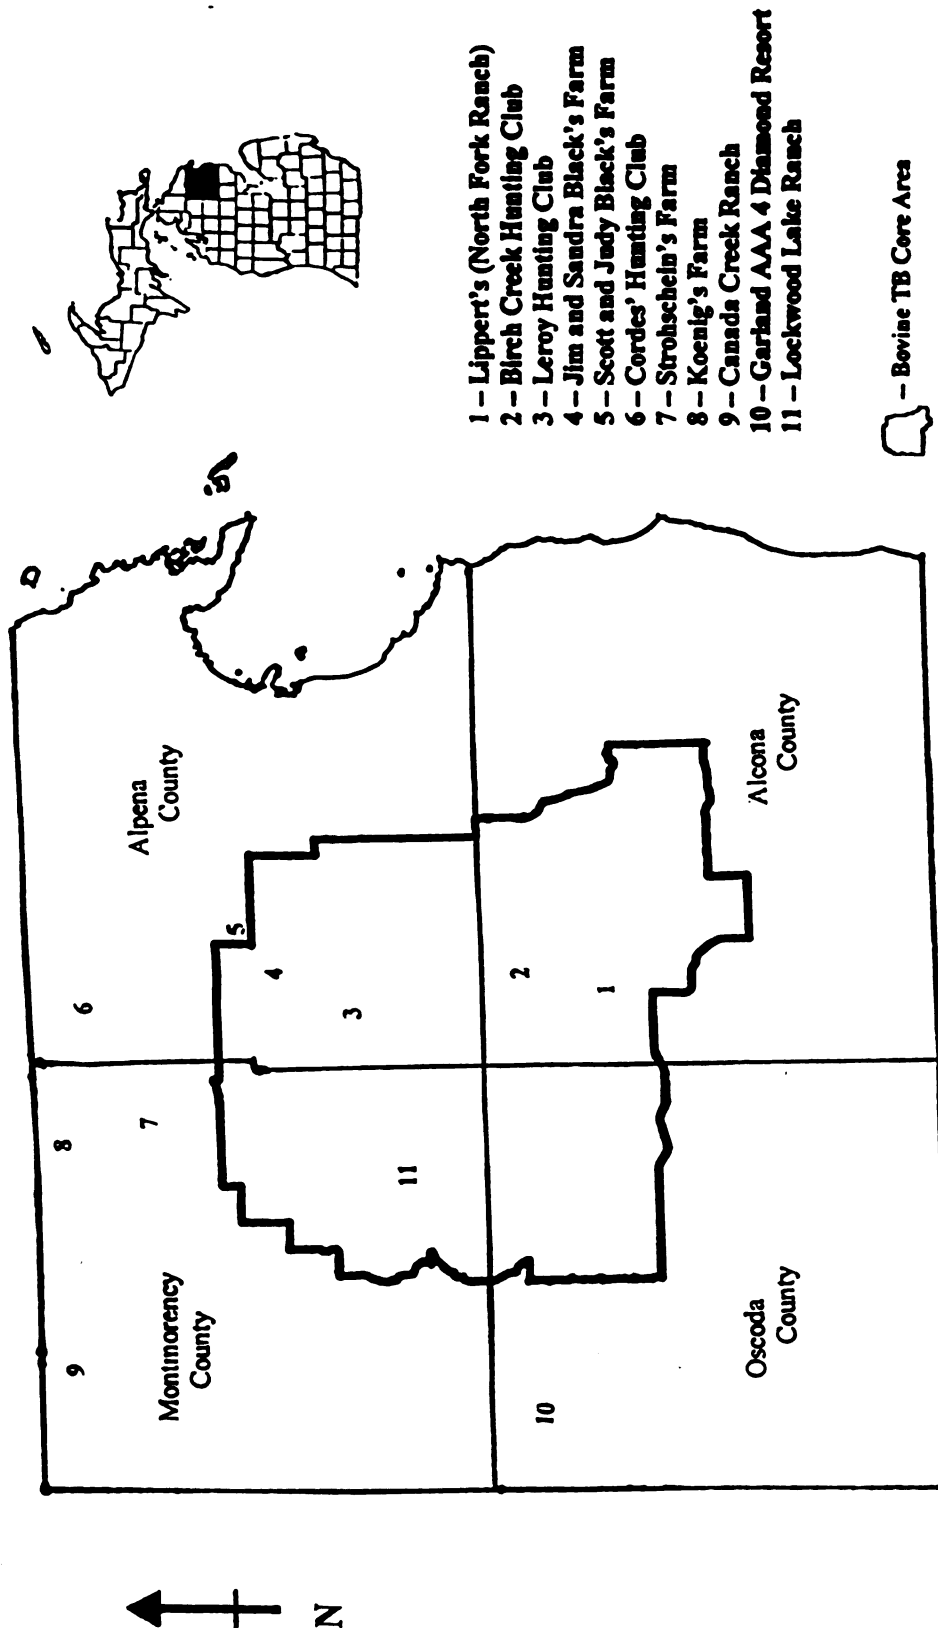 N
Montmorency
County
Alpena
County
Oscoda
County
Alcona
County
9
8
7
6
5
4
3
11
10
2
1
1 – Lippert's (North Fork Ranch)
2 – Birch Creek Hunting Club
3 – Leroy Hunting Club
4 – Jim and Sandra Black's Farm
5 – Scott and Judy Black's Farm
6 – Cordes' Hunting Club
7 – Strohschein's Farm
8 – Koenig's Farm
9 – Canada Creek Ranch
10 – Garland AAA 4 Diamond Resort
11 – Lockwood Lake Ranch
– Bovine TB Core Area